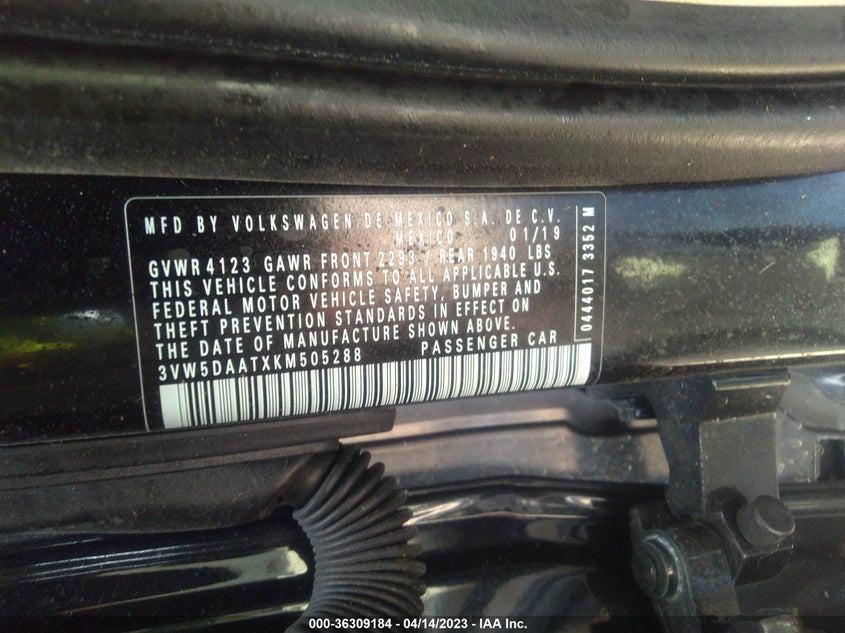 MFD BY VOLKSWAGEN DE MEXICO S.A. DE C.V.
MEXICO 01/19
GVWR 4123 GAWR FRONT 2293 / REAR 1940 LBS
THIS VEHICLE CONFORMS TO ALL APPLICABLE U.S.
FEDERAL MOTOR VEHICLE SAFETY, BUMPER AND
THEFT PREVENTION STANDARDS IN EFFECT ON
THE DATE OF MANUFACTURE SHOWN ABOVE.
3VW5DAATXKM505288 PASSENGER CAR
0444017 3352 M
000-36309184 - 04/14/2023 - IAA Inc.